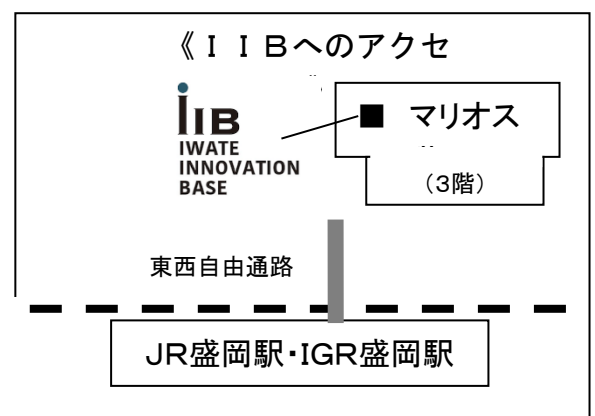 《ＩＩＢへのアクセ
IIB
IWATE
INNOVATION
BASE
■ マリオス
（3階）
東西自由通路
JR盛岡駅・IGR盛岡駅